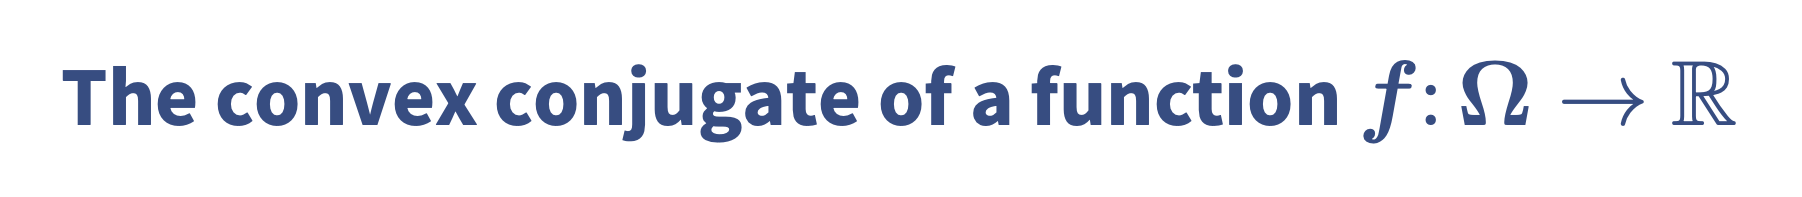 The convex conjugate of a function f: Ω → ℝ